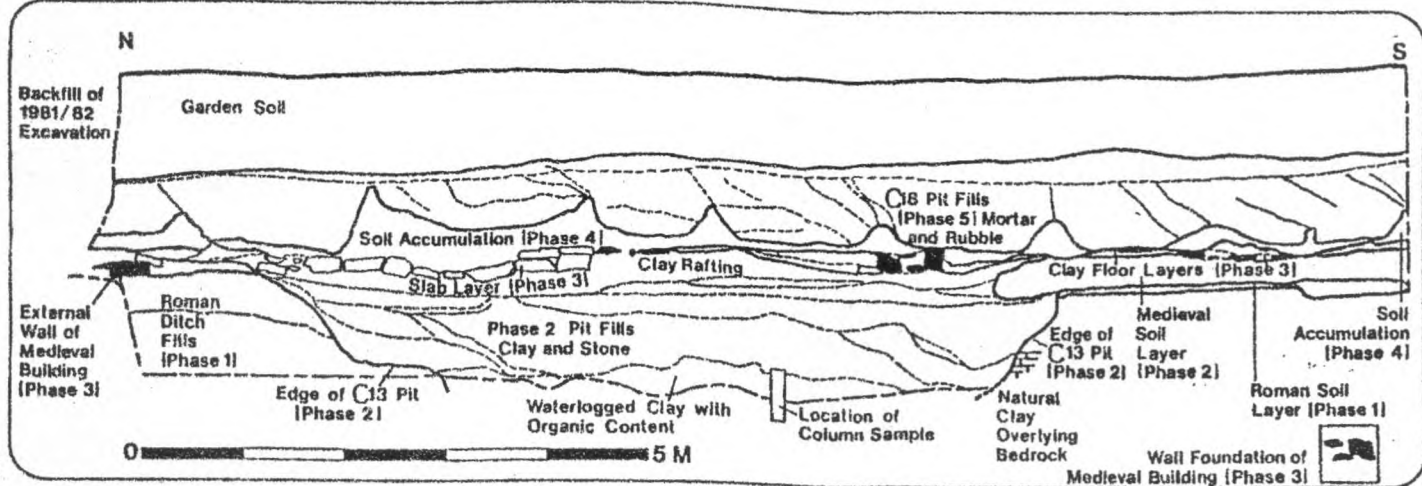 N
S
Backfill of
1981/82
Excavation
Garden Soil
C18 Pit Fills
(Phase 5) Mortar
and Rubble
Soil Accumulation (Phase 4)
Clay Rafting
Slab Layer (Phase 3)
Clay Floor Layers (Phase 3)
External
Wall of
Medieval
Building
(Phase 3)
Roman
Ditch
Fills
(Phase 1)
Phase 2 Pit Fills
Clay and Stone
Edge of
C13 Pit
(Phase 2)
Medieval
Soil
Layer
(Phase 2)
Soil
Accumulation
(Phase 4)
Edge of C13 Pit
(Phase 2)
Waterlogged Clay with
Organic Content
Location of
Column Sample
Natural
Clay
Overlying
Bedrock
Roman Soil
Layer (Phase 1)
0
5 M
Wall Foundation of
Medieval Building (Phase 3)